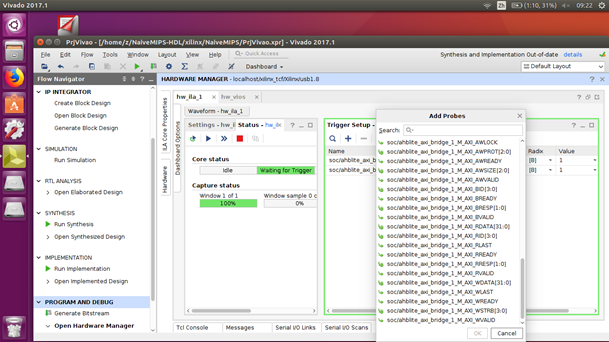 Vivado 2017.1
Zh
(1:10, 31%)
09:22
PrjVivao - [/home/z/NaiveMIPS-HDL/xilinx/NaiveMIPS/PrjVivao.xpr] - Vivado 2017.1
File Edit Flow Tools Window Layout View Help
Quick Access
Synthesis and Implementation Out-of-date details
Dashboard
Default Layout
Flow Navigator
HARDWARE MANAGER - localhost/xilinx_tcf/Xilinx/usb1.8
IP INTEGRATOR
Create Block Design
Open Block Design
Generate Block Design
SIMULATION
Run Simulation
RTL ANALYSIS
Open Elaborated Design
SYNTHESIS
Run Synthesis
Open Synthesized Design
IMPLEMENTATION
Run Implementation
Open Implemented Design
PROGRAM AND DEBUG
Generate Bitstream
Open Hardware Manager
hw_ila_1
hw_vios
ILA Core Properties
Hardware
Dashboard Options
Waveform - hw_ila_1
Settings - hw_il
Status - hw_il
Core status
Idle
Waiting for Trigger
Capture status
Window 1 of 1
Window sample 0 o
100%
0%
Trigger Setup -
Name
Radix
Value
soc/ahblite_axi_b
[B]
1
soc/ahblite_axi_b
[B]
1
Add Probes
Search:
soc/ahblite_axi_bridge_1_M_AXI_AWLOCK
soc/ahblite_axi_bridge_1_M_AXI_AWPROT[2:0]
soc/ahblite_axi_bridge_1_M_AXI_AWREADY
soc/ahblite_axi_bridge_1_M_AXI_AWSIZE[2:0]
soc/ahblite_axi_bridge_1_M_AXI_AWVALID
soc/ahblite_axi_bridge_1_M_AXI_BID[3:0]
soc/ahblite_axi_bridge_1_M_AXI_BREADY
soc/ahblite_axi_bridge_1_M_AXI_BRESP[1:0]
soc/ahblite_axi_bridge_1_M_AXI_BVALID
soc/ahblite_axi_bridge_1_M_AXI_RDATA[31:0]
soc/ahblite_axi_bridge_1_M_AXI_RID[3:0]
soc/ahblite_axi_bridge_1_M_AXI_RLAST
soc/ahblite_axi_bridge_1_M_AXI_RREADY
soc/ahblite_axi_bridge_1_M_AXI_RRESP[1:0]
soc/ahblite_axi_bridge_1_M_AXI_RVALID
soc/ahblite_axi_bridge_1_M_AXI_WDATA[31:0]
soc/ahblite_axi_bridge_1_M_AXI_WLAST
soc/ahblite_axi_bridge_1_M_AXI_WREADY
soc/ahblite_axi_bridge_1_M_AXI_WSTRB[3:0]
soc/ahblite_axi_bridge_1_M_AXI_WVALID
OK
Cancel
Tcl Console
Messages
Serial I/O Links
Serial I/O Scans